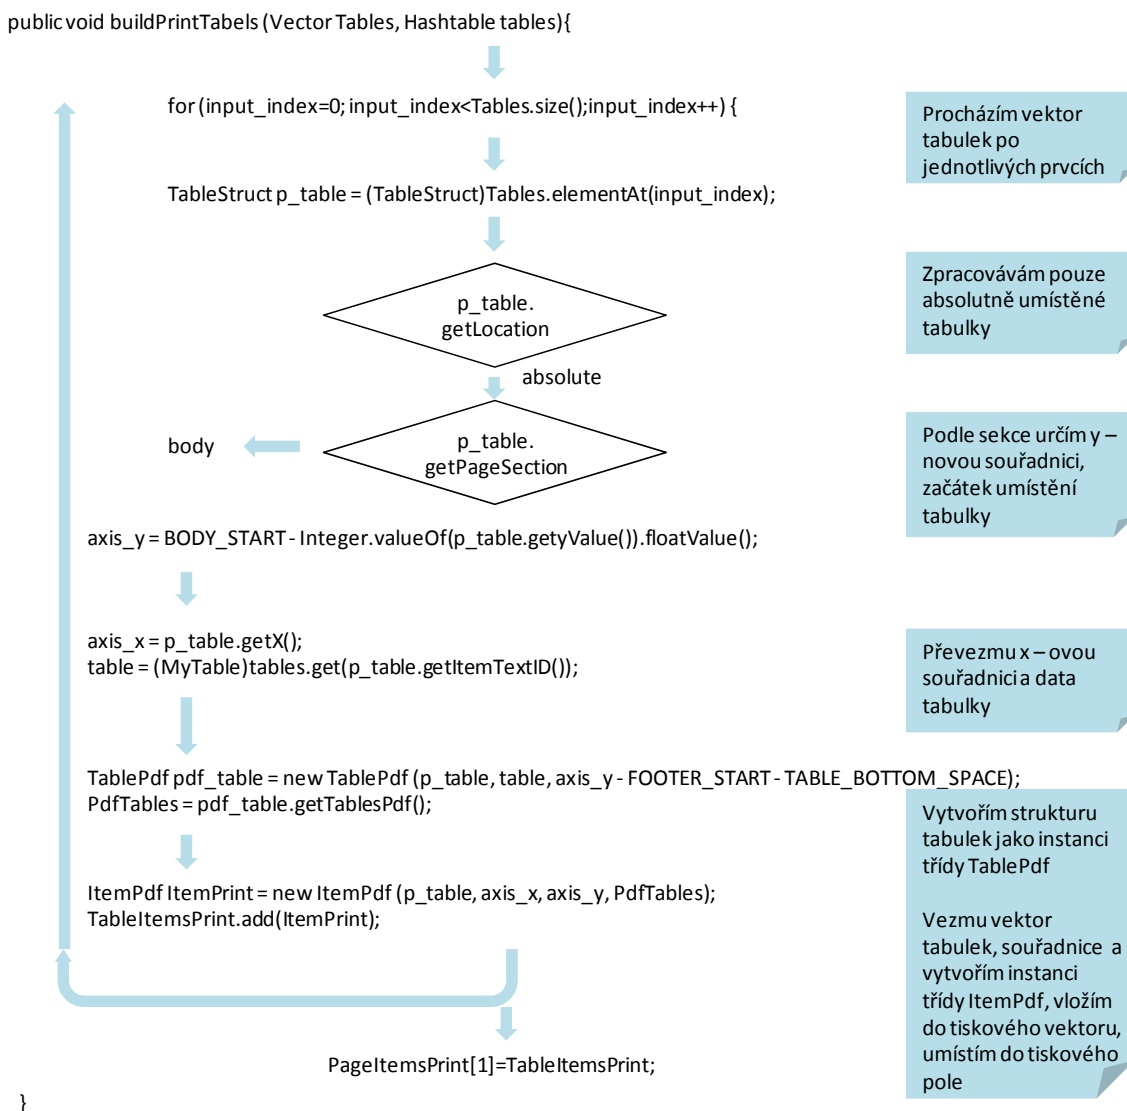 public void buildPrintTabels (Vector Tables, Hashtable tables){
for (input_index=0; input_index<Tables.size();input_index++) {
Procházím vektor
tabulek po
jednotlivých prvcích
TableStruct p_table = (TableStruct)Tables.elementAt(input_index);
p_table.
getLocation
Zpracovávám pouze
absolutně umístěné
tabulky
absolute
p_table.
getPageSection
body
Podle sekce určím y –
novou souřadnici,
začátek umístění
tabulky
axis_y = BODY_START - Integer.valueOf(p_table.getyValue()).floatValue();
axis_x = p_table.getX();
table = (MyTable)tables.get(p_table.getItemTextID());
Převezmu x – ovou
souřadnici a data
tabulky
TablePdf pdf_table = new TablePdf (p_table, table, axis_y - FOOTER_START - TABLE_BOTTOM_SPACE);
PdfTables = pdf_table.getTablesPdf();
Vytvořím strukturu
tabulek jako instanci
třídy TablePdf
ItemPdf ItemPrint = new ItemPdf (p_table, axis_x, axis_y, PdfTables);
TableItemsPrint.add(ItemPrint);
Vezmu vektor
tabulek, souřadnice a
vytvořím instanci
třídy ItemPdf, vložím
do tiskového vektoru,
umístím do tiskového
pole
PageItemsPrint[1]=TableItemsPrint;
}